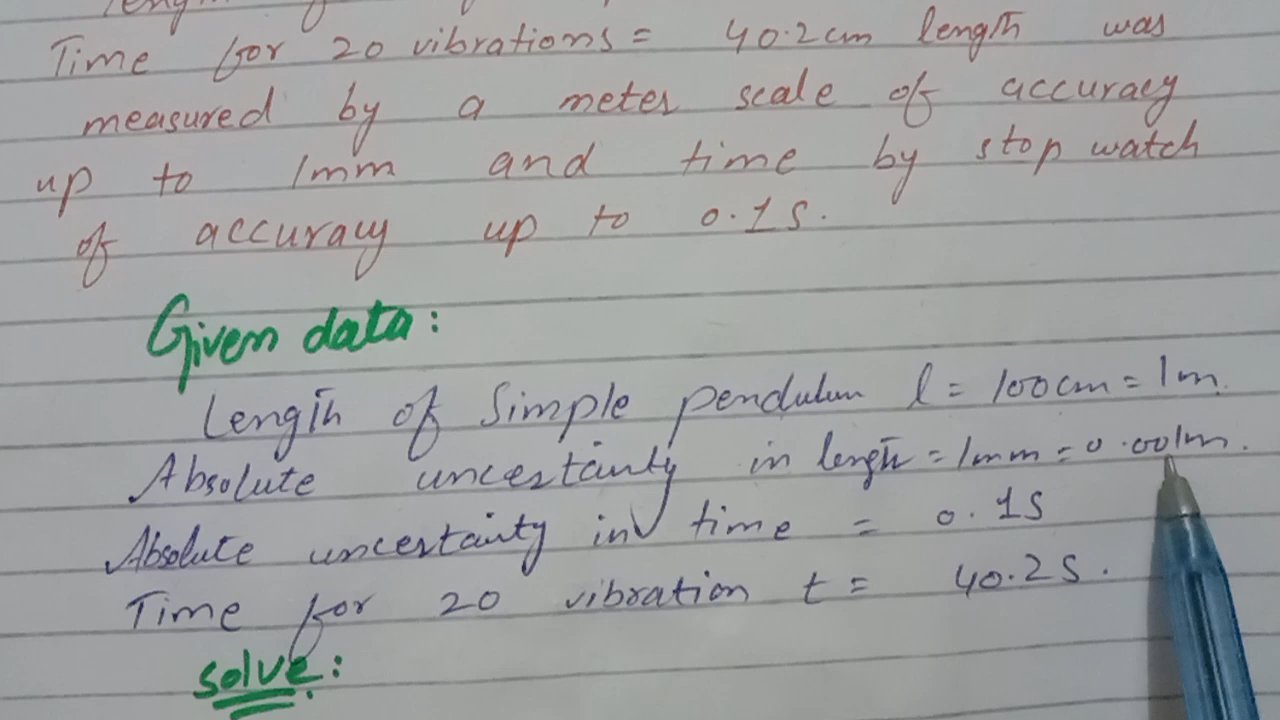 length
Time for 20 vibrations = 40.2cm length was
measured by a meter scale of accuracy
up to 1mm and time by stop watch
of accuracy up to 0.1S.
Given data:
Length of Simple pendulum l = 100cm = 1m.
Absolute uncertainty in length = 1mm = 0.001m.
Absolute uncertainty in time = 0.1S
Time for 20 vibration t = 40.2S.
solve: